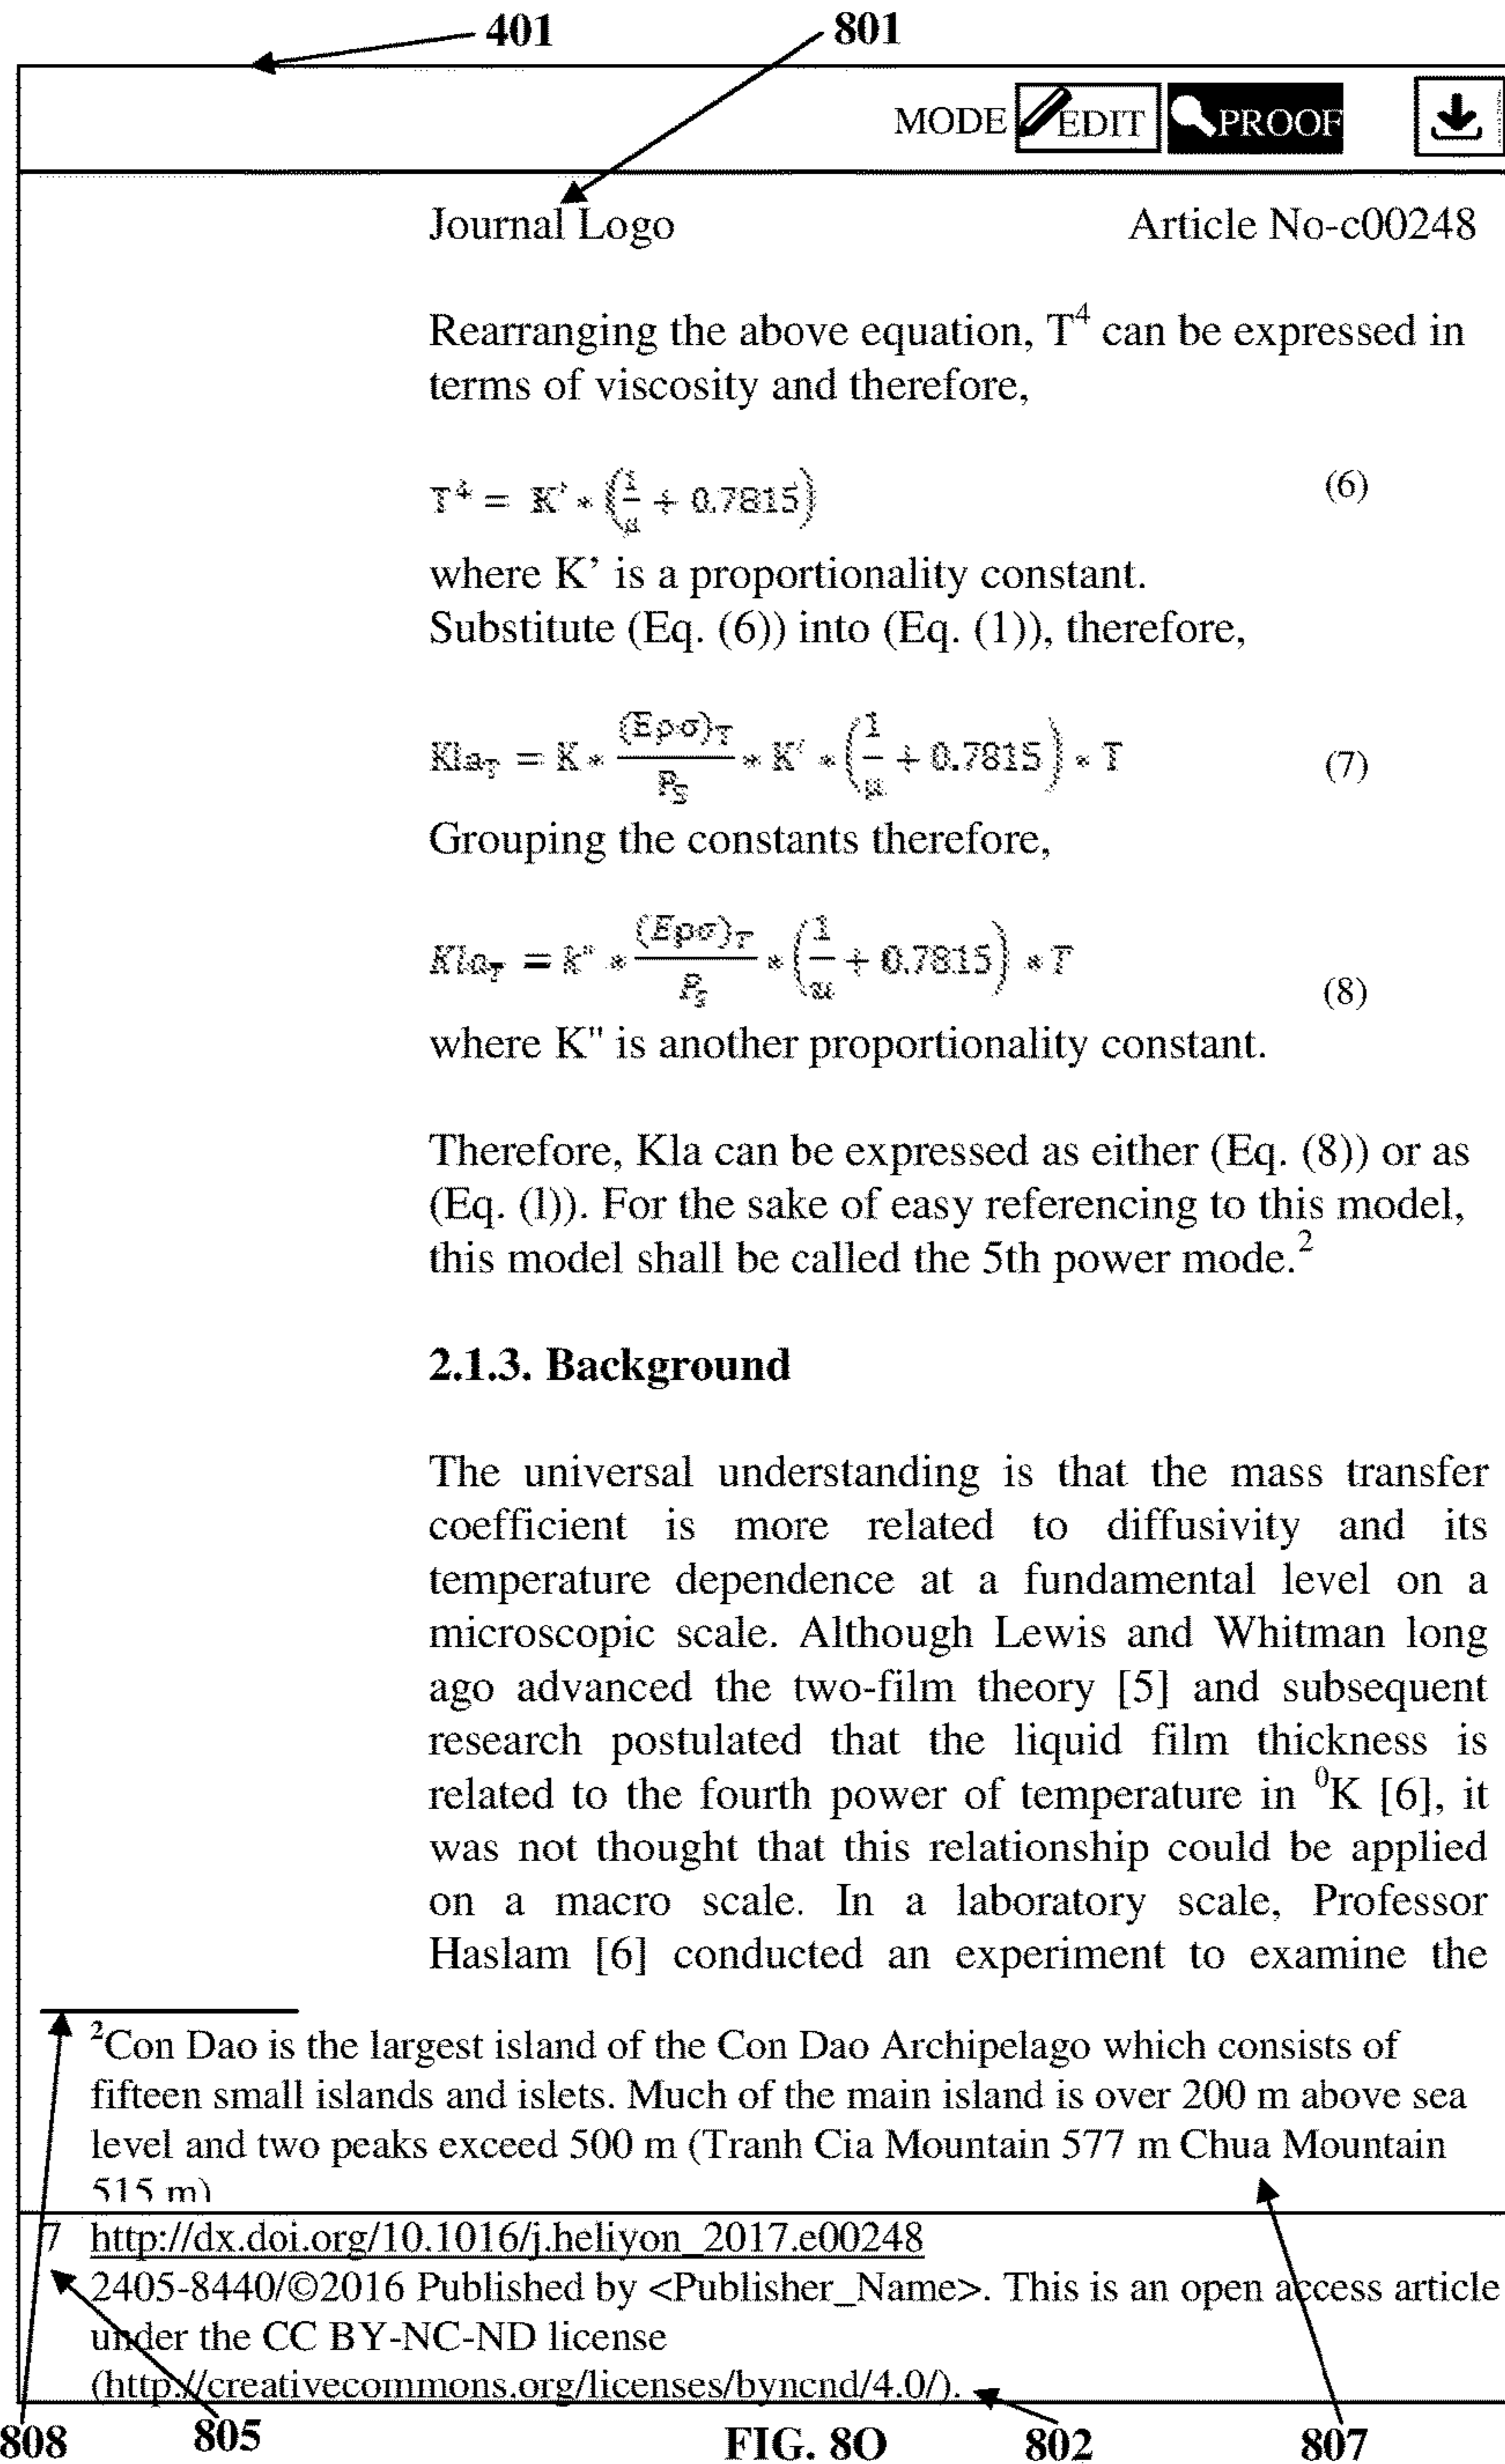 401 801
MODE EDIT PROOF
Journal Logo Article No-c00248
Rearranging the above equation, T⁴ can be expressed in
terms of viscosity and therefore,
T⁴ = K' * (1/μ + 0.7815) (6)
where K’ is a proportionality constant.
Substitute (Eq. (6)) into (Eq. (1)), therefore,
Kla_T = K * (Eρσ)_T / P_S * K' * (1/μ + 0.7815) * T (7)
Grouping the constants therefore,
Kla_T = k" * (Eρσ)_T / P_s * (1/u + 0.7815) * T (8)
where K" is another proportionality constant.
Therefore, Kla can be expressed as either (Eq. (8)) or as
(Eq. (l)). For the sake of easy referencing to this model,
this model shall be called the 5th power mode.²
2.1.3. Background
The universal understanding is that the mass transfer
coefficient is more related to diffusivity and its
temperature dependence at a fundamental level on a
microscopic scale. Although Lewis and Whitman long
ago advanced the two-film theory [5] and subsequent
research postulated that the liquid film thickness is
related to the fourth power of temperature in ⁰K [6], it
was not thought that this relationship could be applied
on a macro scale. In a laboratory scale, Professor
Haslam [6] conducted an experiment to examine the
²Con Dao is the largest island of the Con Dao Archipelago which consists of
fifteen small islands and islets. Much of the main island is over 200 m above sea
level and two peaks exceed 500 m (Tranh Cia Mountain 577 m Chua Mountain
515 m)
7 http://dx.doi.org/10.1016/j.heliyon_2017.e00248
2405-8440/©2016 Published by <Publisher_Name>. This is an open access article
under the CC BY-NC-ND license
(http://creativecommons.org/licenses/byncnd/4.0/).
808 805 FIG. 8O 802 807